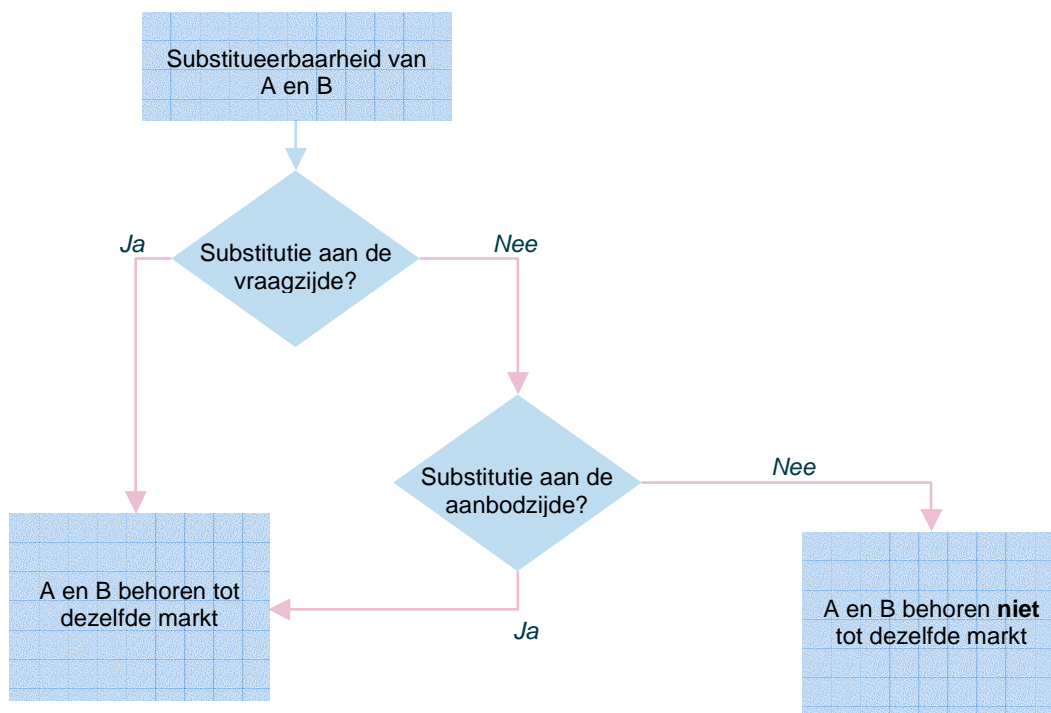 Substitueerbaarheid van
A en B
Ja
Substitutie aan de
vraagzijde?
Nee
Substitutie aan de
aanbodzijde?
Nee
A en B behoren tot
dezelfde markt
Ja
A en B behoren niet
tot dezelfde markt